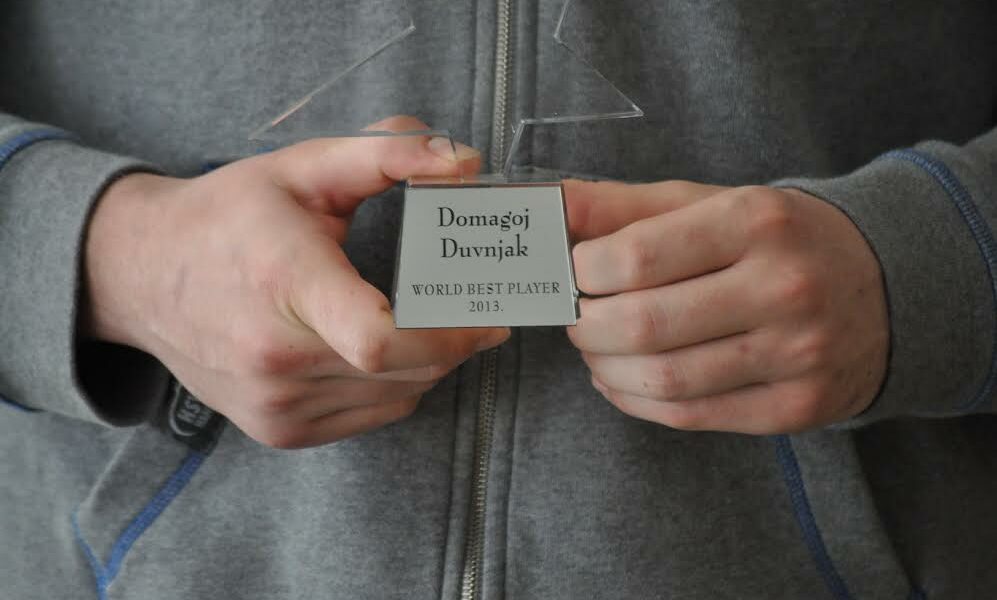 Domagoj
Duvnjak
WORLD BEST PLAYER
2013.